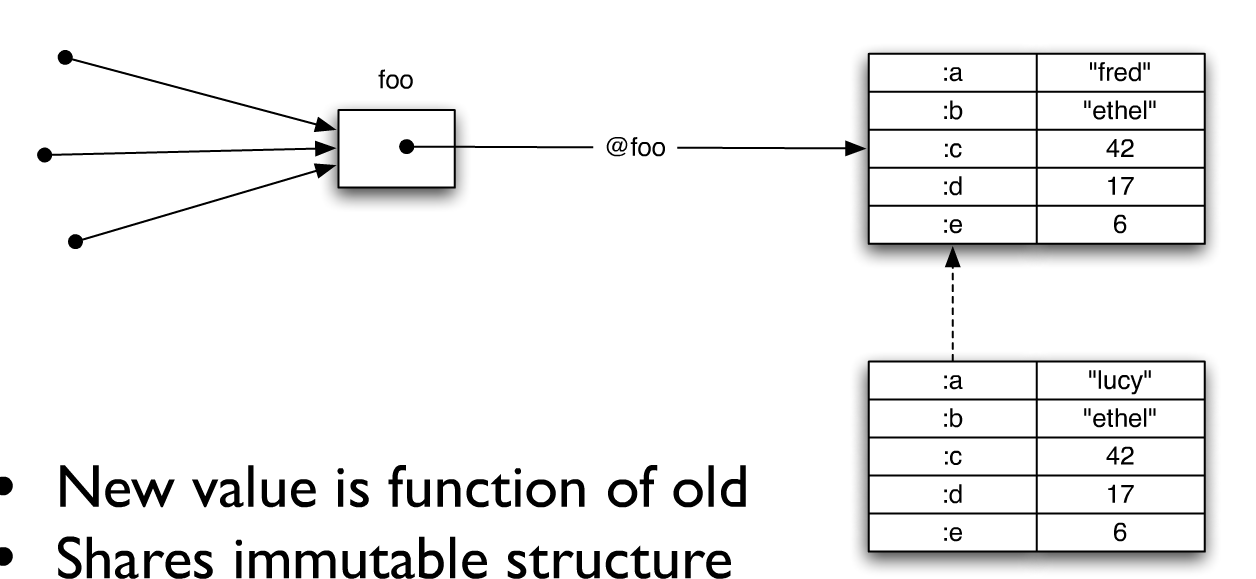 foo
@foo
:a "fred"
:b "ethel"
:c 42
:d 17
:e 6
:a "lucy"
:b "ethel"
:c 42
:d 17
:e 6
• New value is function of old
• Shares immutable structure